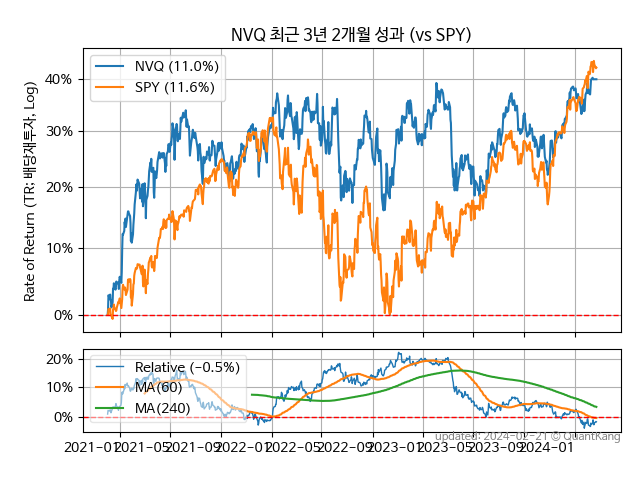 NVQ 최근 3년 2개월 성과 (vs SPY)
Rate of Return (TR: 배당재투자, Log)
NVQ (11.0%)
SPY (11.6%)
40%
30%
20%
10%
0%
Relative (−0.5%)
MA(60)
MA(240)
20%
10%
0%
2021-01
2021-05
2021-09
2022-01
2022-05
2022-09
2023-01
2023-05
2023-09
2024-01
updated: 2024-02-21 © QuantKang